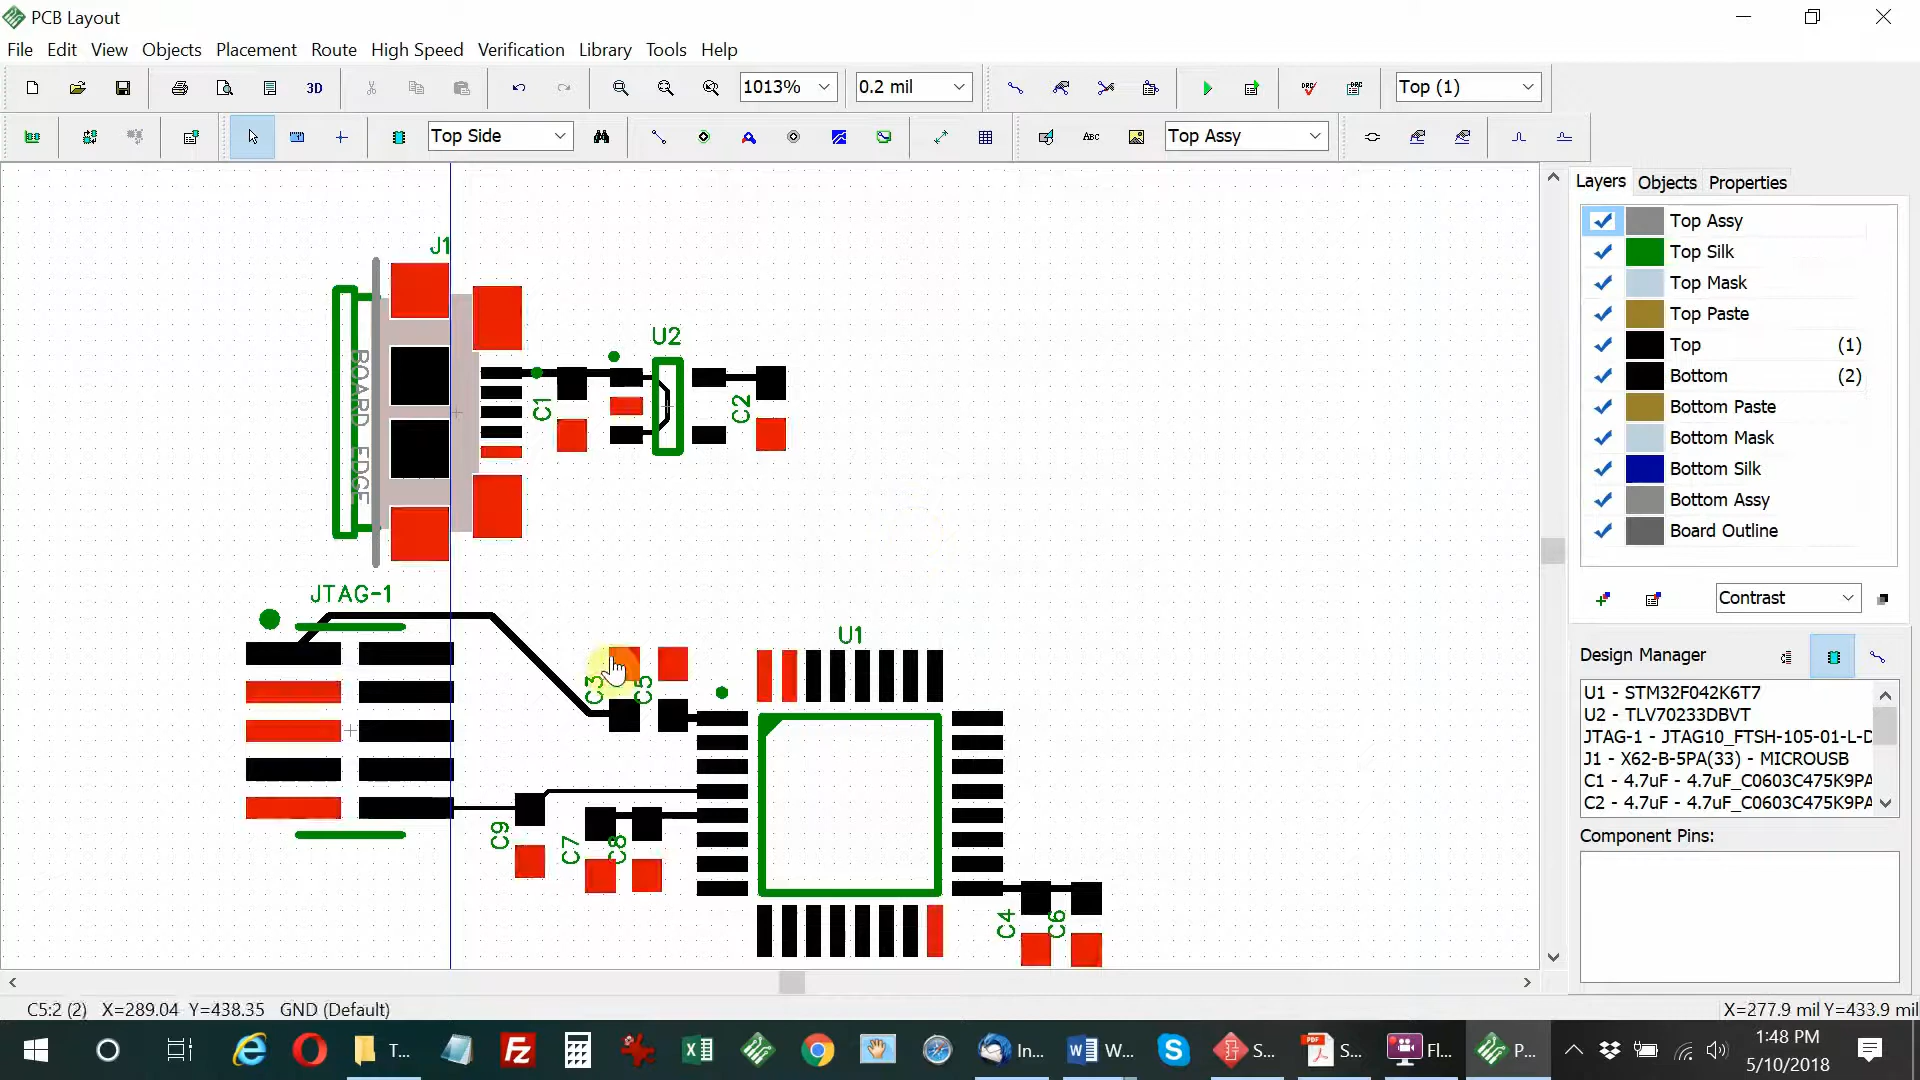 PCB Layout
File Edit View Objects Placement Route High Speed Verification Library Tools Help
3D 1013% 0.2 mil DRC Top (1)
Top Side ABC Top Assy
Layers Objects Properties
Top Assy
Top Silk
Top Mask
Top Paste
Top (1)
Bottom (2)
Bottom Paste
Bottom Mask
Bottom Silk
Bottom Assy
Board Outline
Contrast
Design Manager
U1 - STM32F042K6T7
U2 - TLV70233DBVT
JTAG-1 - JTAG10_FTSH-105-01-L-D
J1 - X62-B-5PA(33) - MICROUSB
C1 - 4.7uF - 4.7uF_C0603C475K9PA
C2 - 4.7uF - 4.7uF_C0603C475K9PA
Component Pins:
J1
BOARD EDGE
U2
C1
C2
JTAG-1
C3
C5
U1
C9
C7
C8
C4
C6
C5:2 (2) X=289.04 Y=438.35 GND (Default)
X=277.9 mil Y=433.9 mil
T... In... W... S... S... Fl... P...
1:48 PM
5/10/2018